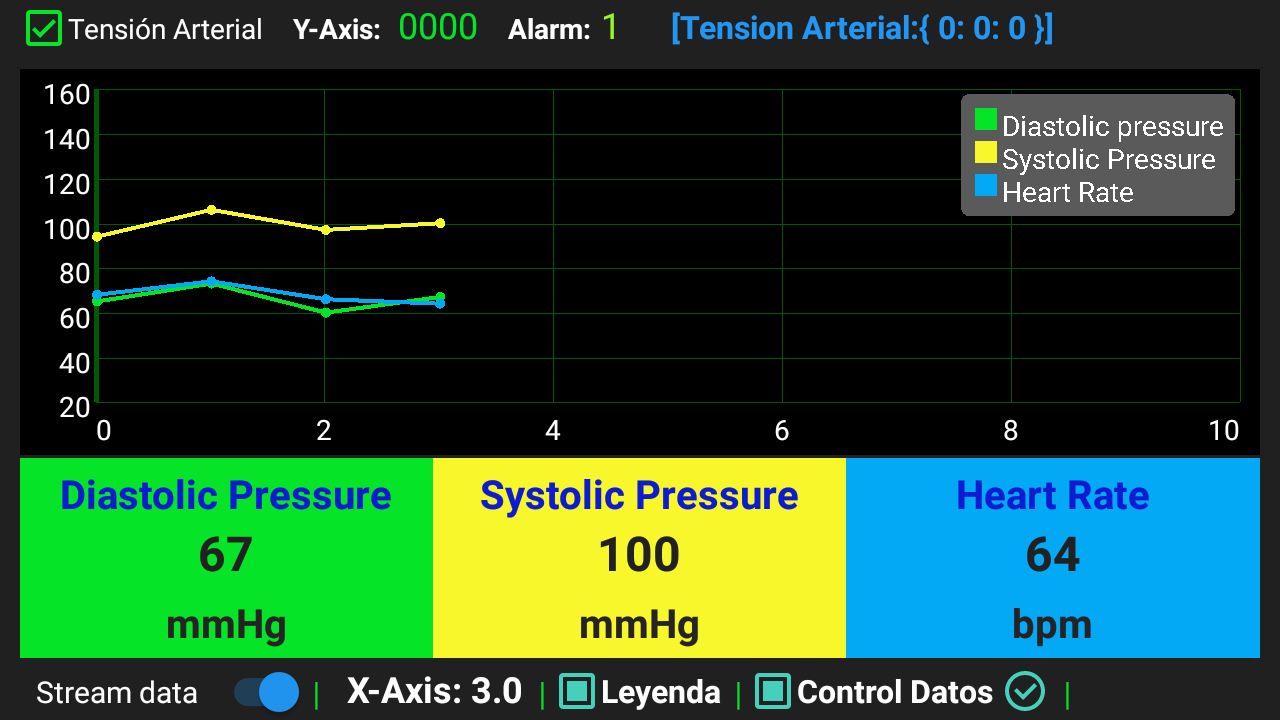 Tensión Arterial Y-Axis: 0000 Alarm: 1 [Tension Arterial:{ 0: 0: 0 }]
160
140
120
100
80
60
40
20
0 2 4 6 8 10
Diastolic pressure
Systolic Pressure
Heart Rate
Diastolic Pressure
67
mmHg
Systolic Pressure
100
mmHg
Heart Rate
64
bpm
Stream data | X-Axis: 3.0 | Leyenda | Control Datos |